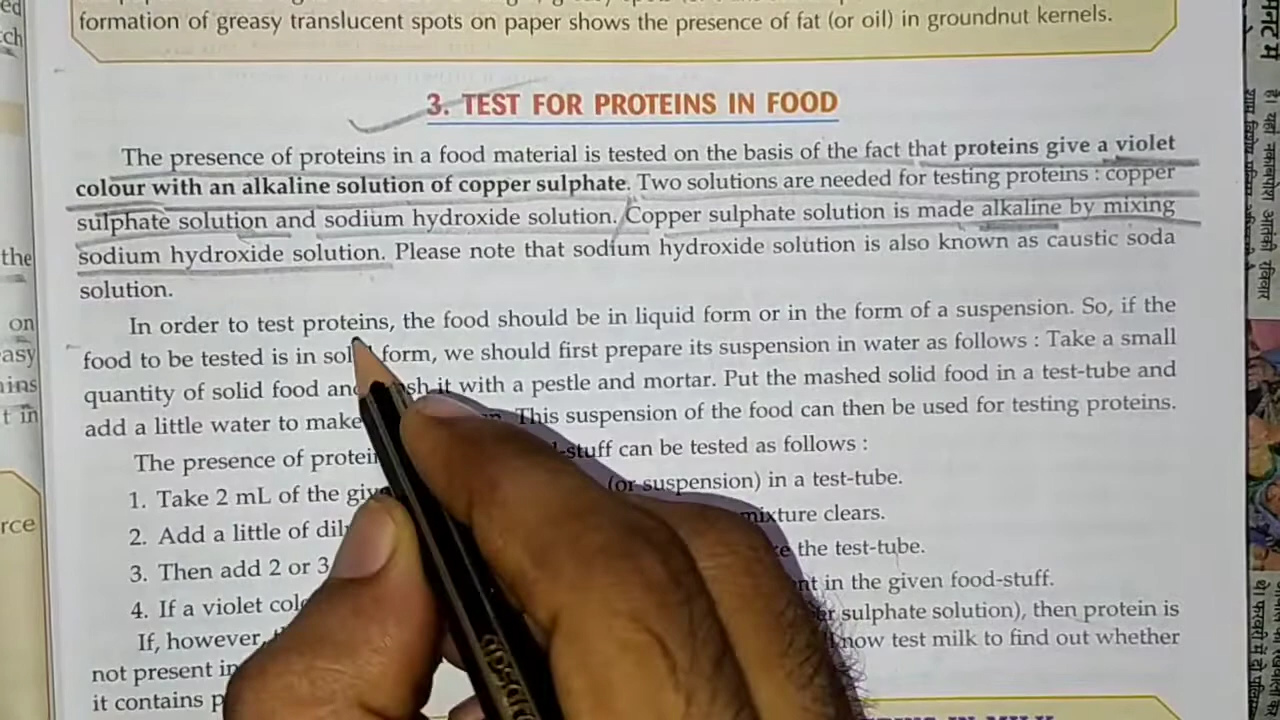 formation of greasy translucent spots on paper shows the presence of fat (or oil) in groundnut kernels.
3. TEST FOR PROTEINS IN FOOD
The presence of proteins in a food material is tested on the basis of the fact that proteins give a violet
colour with an alkaline solution of copper sulphate. Two solutions are needed for testing proteins : copper
sulphate solution and sodium hydroxide solution. Copper sulphate solution is made alkaline by mixing
sodium hydroxide solution. Please note that sodium hydroxide solution is also known as caustic soda
solution.
In order to test proteins, the food should be in liquid form or in the form of a suspension. So, if the
food to be tested is in form, we should first prepare its suspension in water as follows : Take a small
quantity of solid food it with a pestle and mortar. Put the mashed solid food in a test-tube and
add a little water to make This suspension of the food can then be used for testing proteins.
The presence of -stuff can be tested as follows :
1. Take 2 mL of the (or suspension) in a test-tube.
2. Add a little of mixture clears.
3. Then add 2 or 3 the test-tube.
4. If a violet in the given food-stuff.
If, however, sulphate solution), then protein is
not present in now test milk to find out whether
it contains
the
on